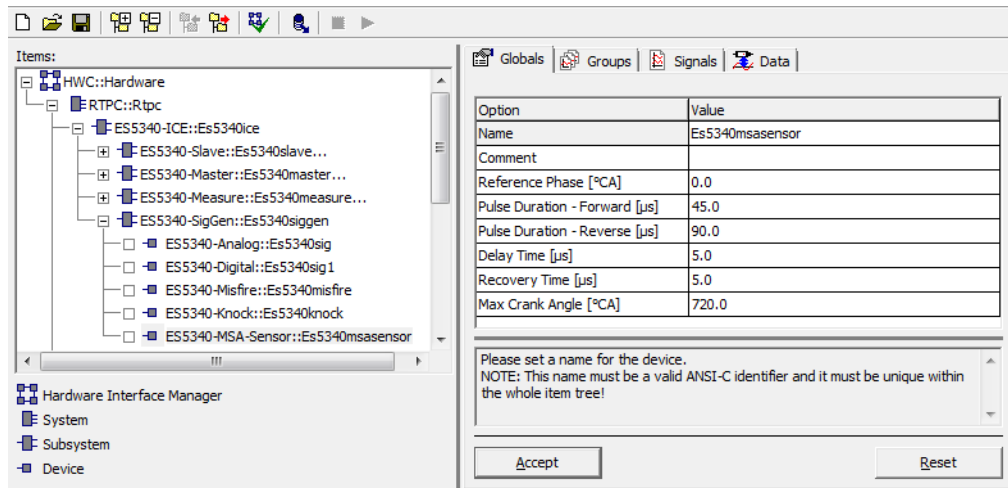 Items:
HWC::Hardware
RTPC::Rtpc
ES5340-ICE::Es5340ice
ES5340-Slave::Es5340slave...
ES5340-Master::Es5340master...
ES5340-Measure::Es5340measure...
ES5340-SigGen::Es5340siggen
ES5340-Analog::Es5340sig
ES5340-Digital::Es5340sig1
ES5340-Misfire::Es5340misfire
ES5340-Knock::Es5340knock
ES5340-MSA-Sensor::Es5340msasensor
Hardware Interface Manager
System
Subsystem
Device
Globals Groups Signals Data
Option Value
Name Es5340msasensor
Comment
Reference Phase [°CA] 0.0
Pulse Duration - Forward [µs] 45.0
Pulse Duration - Reverse [µs] 90.0
Delay Time [µs] 5.0
Recovery Time [µs] 5.0
Max Crank Angle [°CA] 720.0
Please set a name for the device.
NOTE: This name must be a valid ANSI-C identifier and it must be unique within
the whole item tree!
Accept Reset